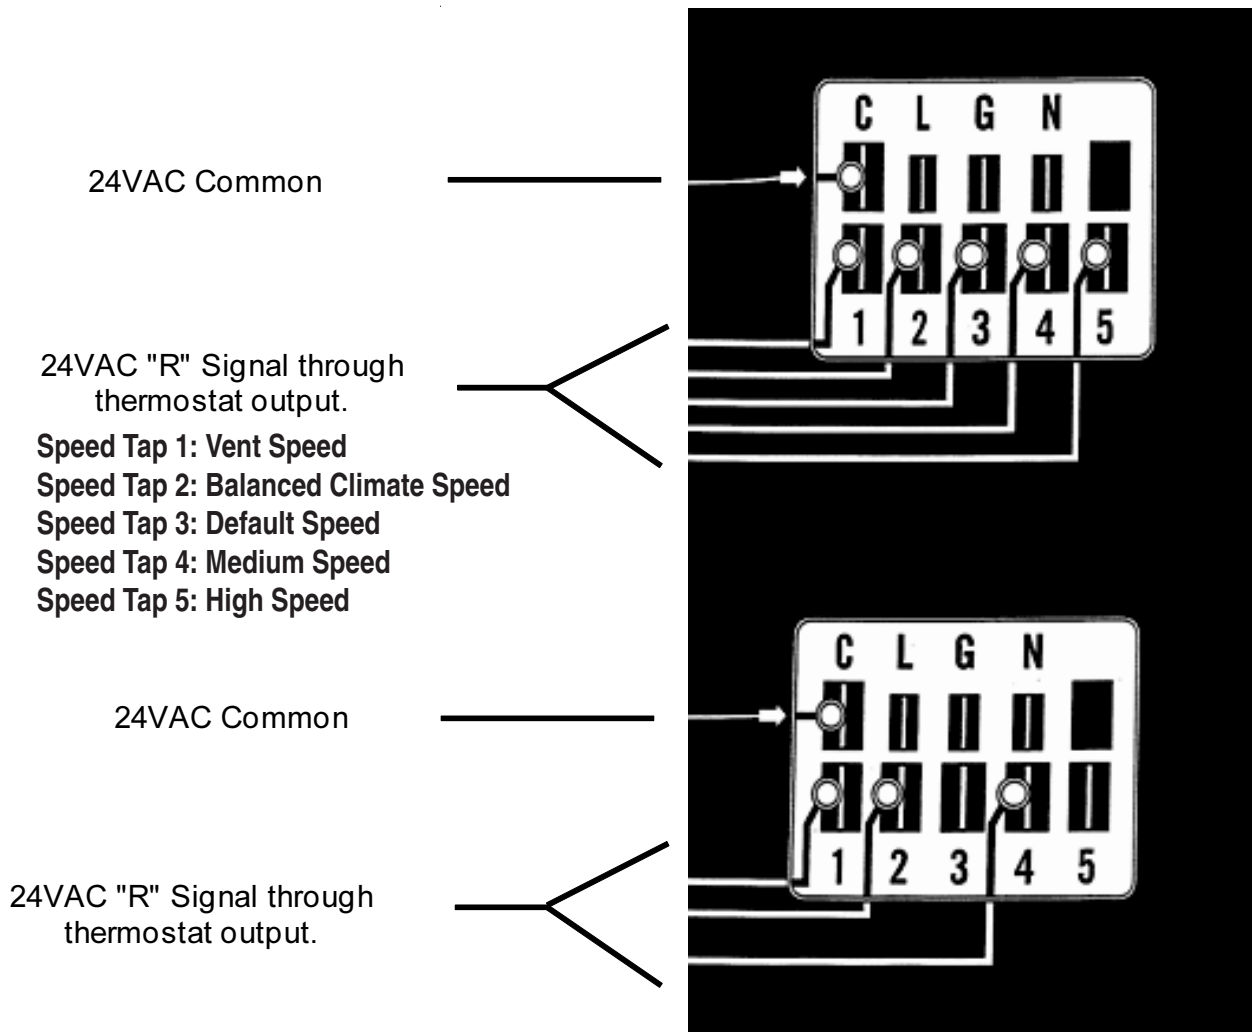 C L G N
24VAC Common
1 2 3 4 5
24VAC "R" Signal through
thermostat output.
Speed Tap 1: Vent Speed
Speed Tap 2: Balanced Climate Speed
Speed Tap 3: Default Speed
Speed Tap 4: Medium Speed
Speed Tap 5: High Speed
C L G N
24VAC Common
1 2 3 4 5
24VAC "R" Signal through
thermostat output.